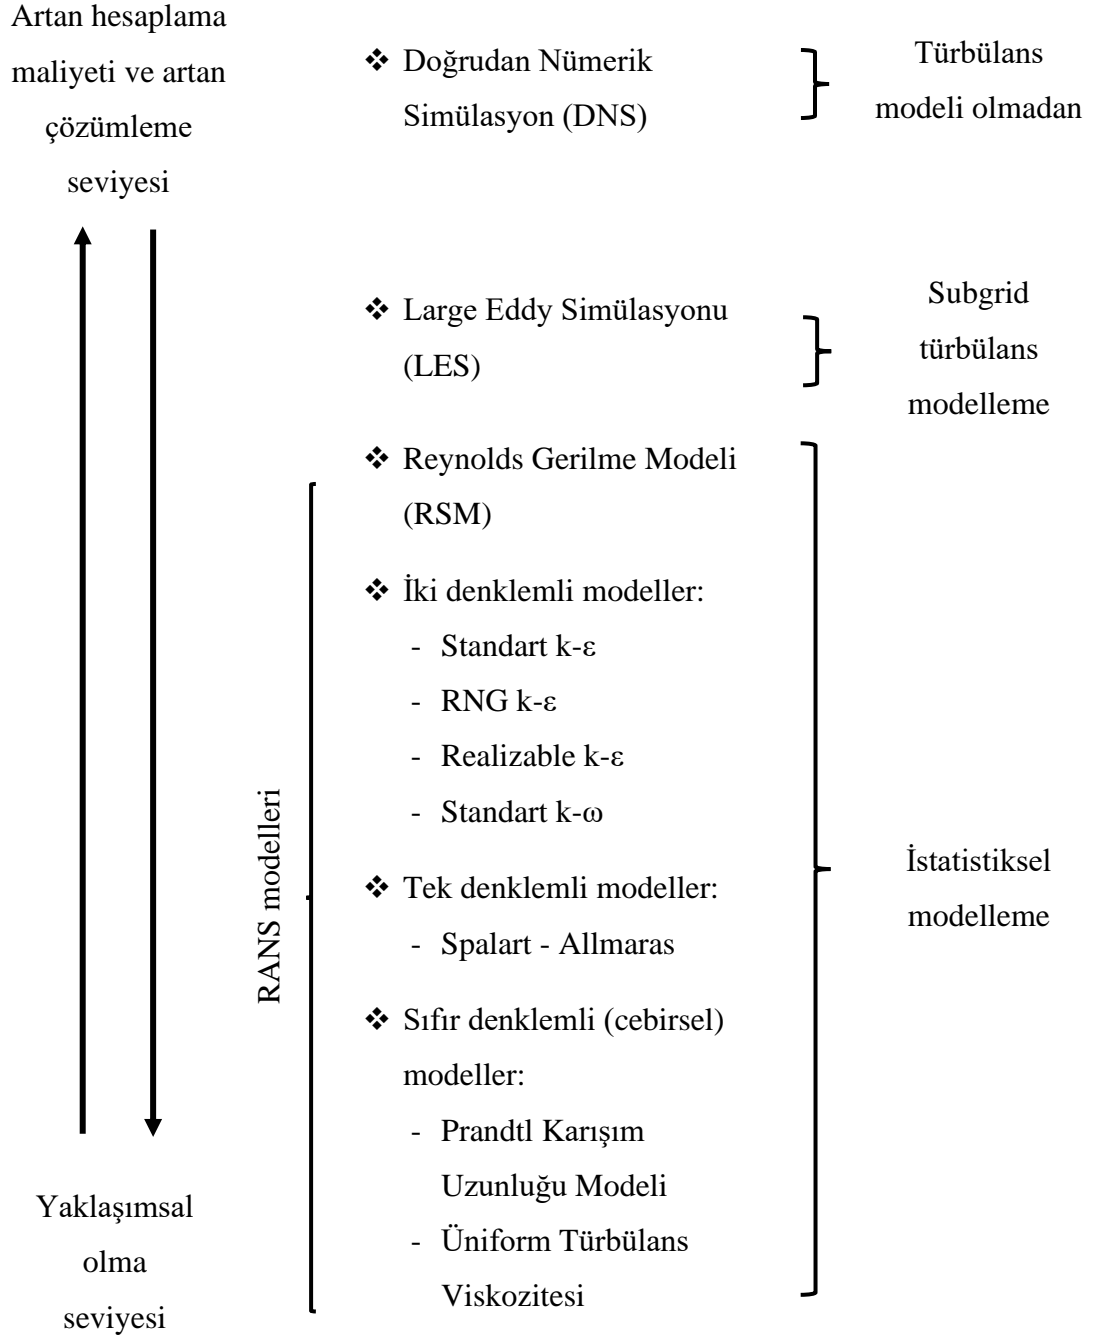 Artan hesaplama
maliyeti ve artan
çözümleme
seviyesi
❖ Doğrudan Nümerik
Simülasyon (DNS)
Türbülans
modeli olmadan
❖ Large Eddy Simülasyonu
(LES)
Subgrid
türbülans
modelleme
RANS modelleri
❖ Reynolds Gerilme Modeli
(RSM)
❖ İki denklemli modeller:
- Standart k-ε
- RNG k-ε
- Realizable k-ε
- Standart k-ω
❖ Tek denklemli modeller:
- Spalart - Allmaras
❖ Sıfır denklemli (cebirsel)
modeller:
- Prandtl Karışım
Uzunluğu Modeli
- Üniform Türbülans
Viskozitesi
İstatistiksel
modelleme
Yaklaşımsal
olma
seviyesi